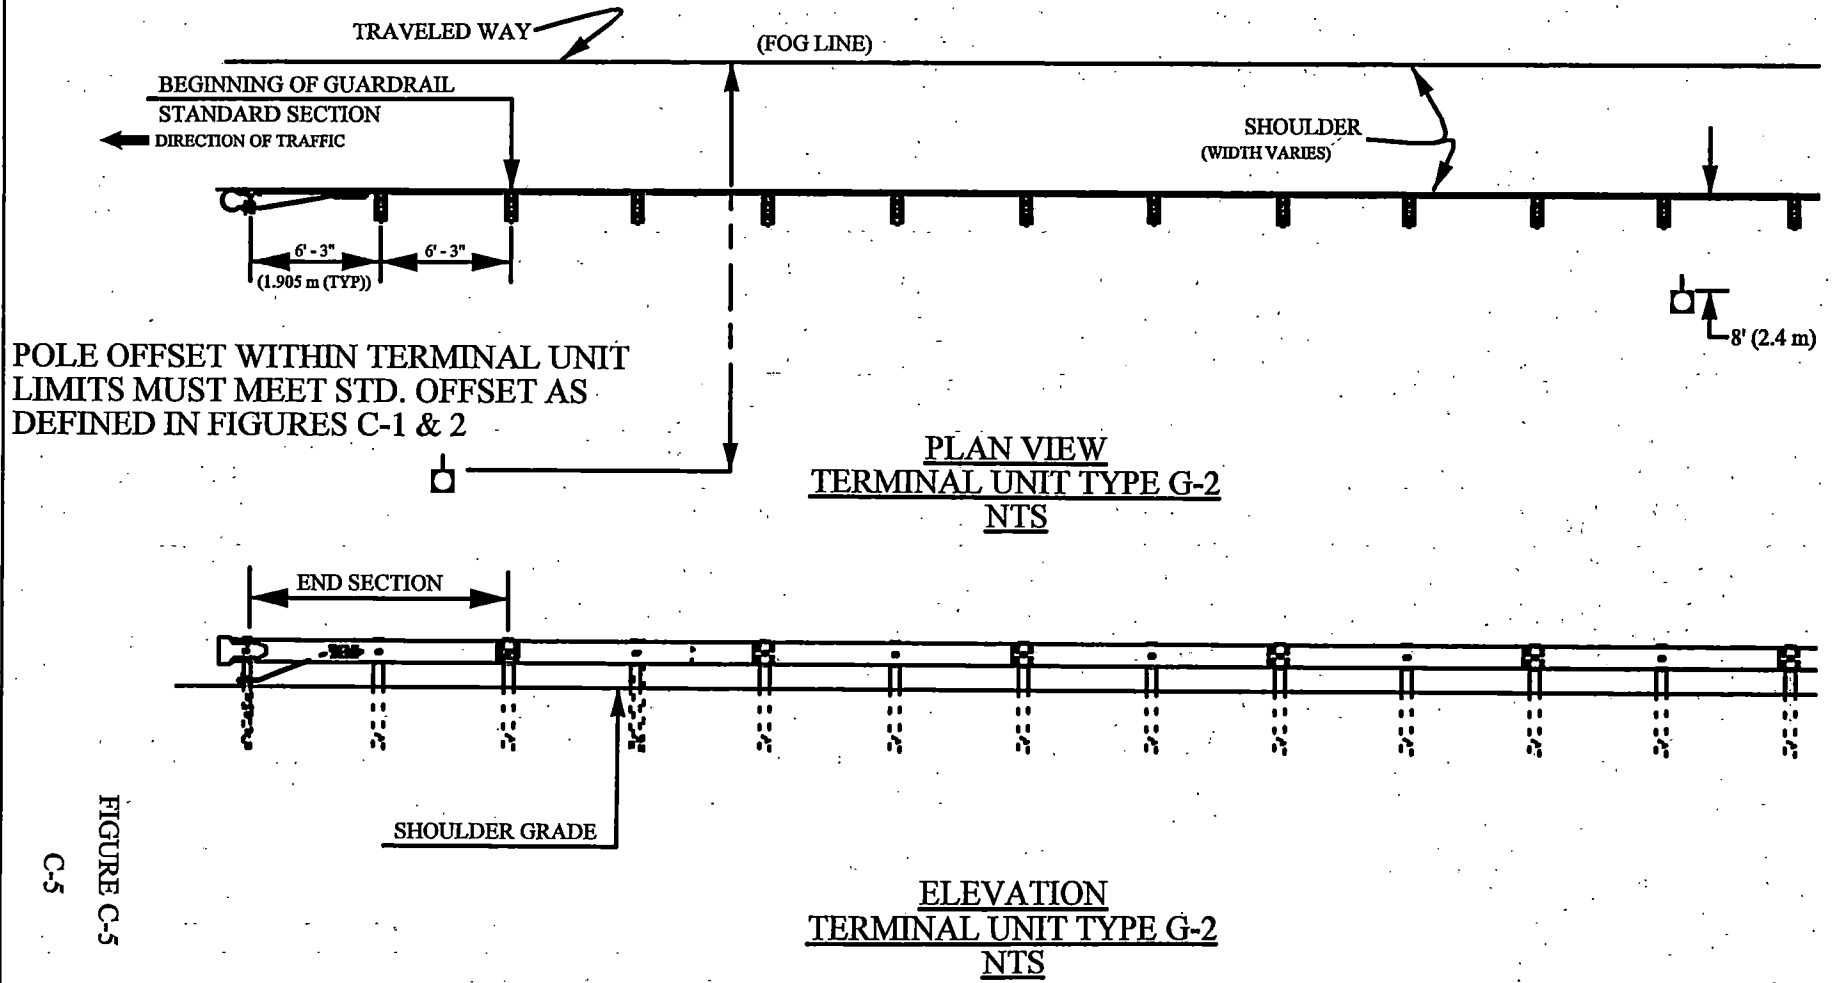 TRAVELED WAY
(FOG LINE)
BEGINNING OF GUARDRAIL
STANDARD SECTION
DIRECTION OF TRAFFIC
SHOULDER
(WIDTH VARIES)
6' - 3"
6' - 3"
(1.905 m (TYP))
8' (2.4 m)
POLE OFFSET WITHIN TERMINAL UNIT
LIMITS MUST MEET STD. OFFSET AS
DEFINED IN FIGURES C-1 & 2
PLAN VIEW
TERMINAL UNIT TYPE G-2
NTS
END SECTION
SHOULDER GRADE
ELEVATION
TERMINAL UNIT TYPE G-2
NTS
FIGURE C-5
C-5